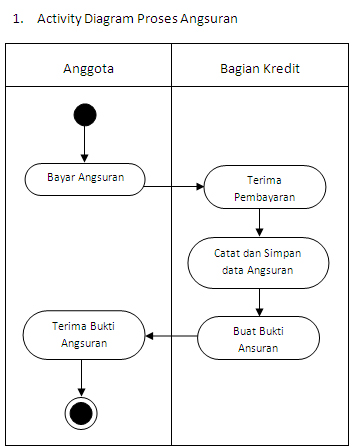 1. Activity Diagram Proses Angsuran
Anggota
Bagian Kredit
Bayar Angsuran
Terima
Pembayaran
Catat dan Simpan
data Angsuran
Terima Bukti
Angsuran
Buat Bukti
Ansuran